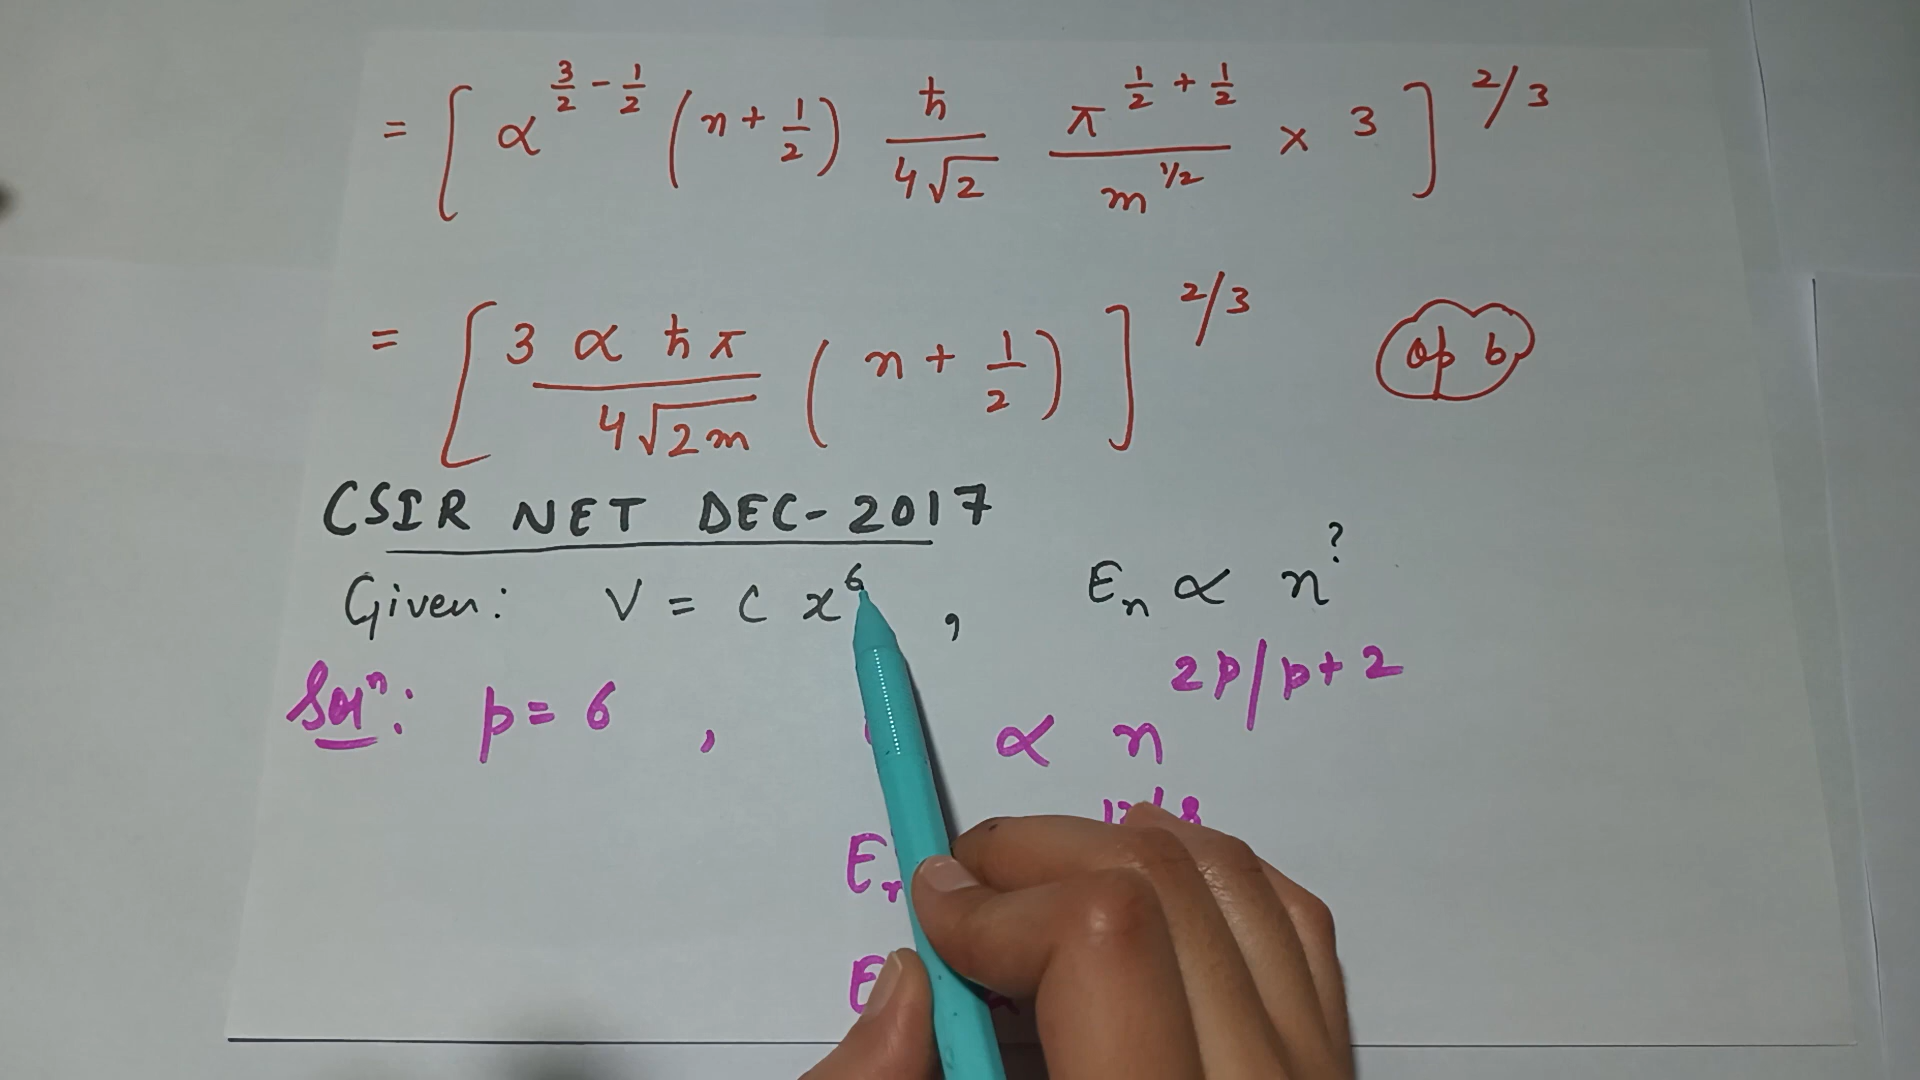 = [ α^{3/2 - 1/2} (n + 1/2) ħ/4√2 π^{1/2 + 1/2}/m^{1/2} × 3 ]^{2/3}
= [ 3 α ħ π / 4√2m ( n + 1/2 ) ]^{2/3} op b
CSIR NET DEC-2017
Given: V = C x^6 , E_n ∝ n^?
Solⁿ: p = 6 , ∝ n^{2p/p+2}
E
E